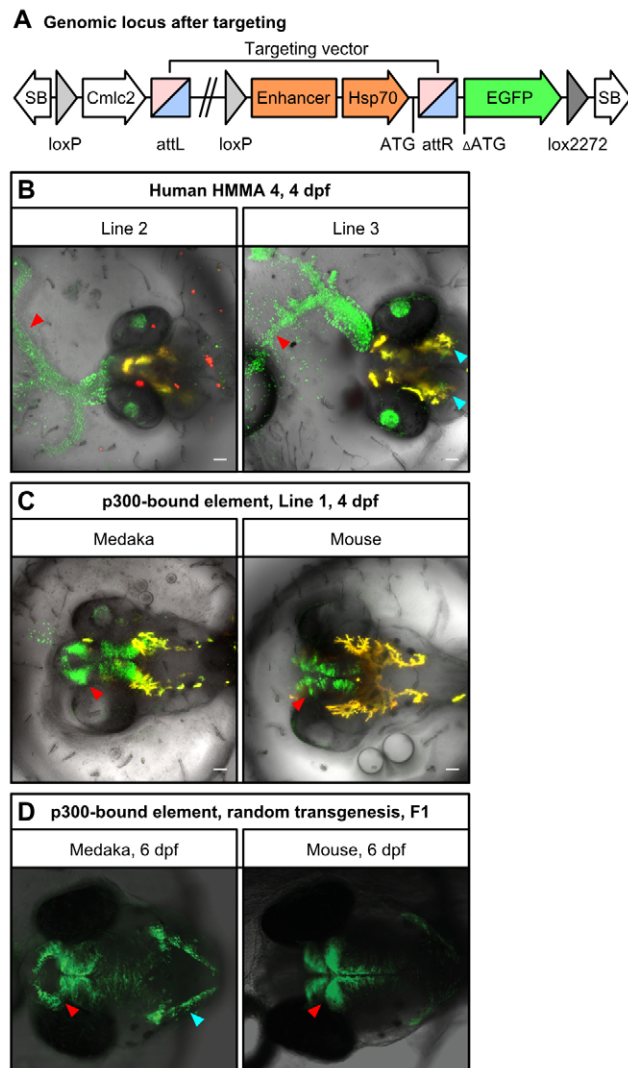 A Genomic locus after targeting
Targeting vector
SB Cmlc2 Enhancer Hsp70 EGFP SB
loxP attL loxP ATG attR ΔATG lox2272
B Human HMMA 4, 4 dpf
Line 2 Line 3
C p300-bound element, Line 1, 4 dpf
Medaka Mouse
D p300-bound element, random transgenesis, F1
Medaka, 6 dpf Mouse, 6 dpf